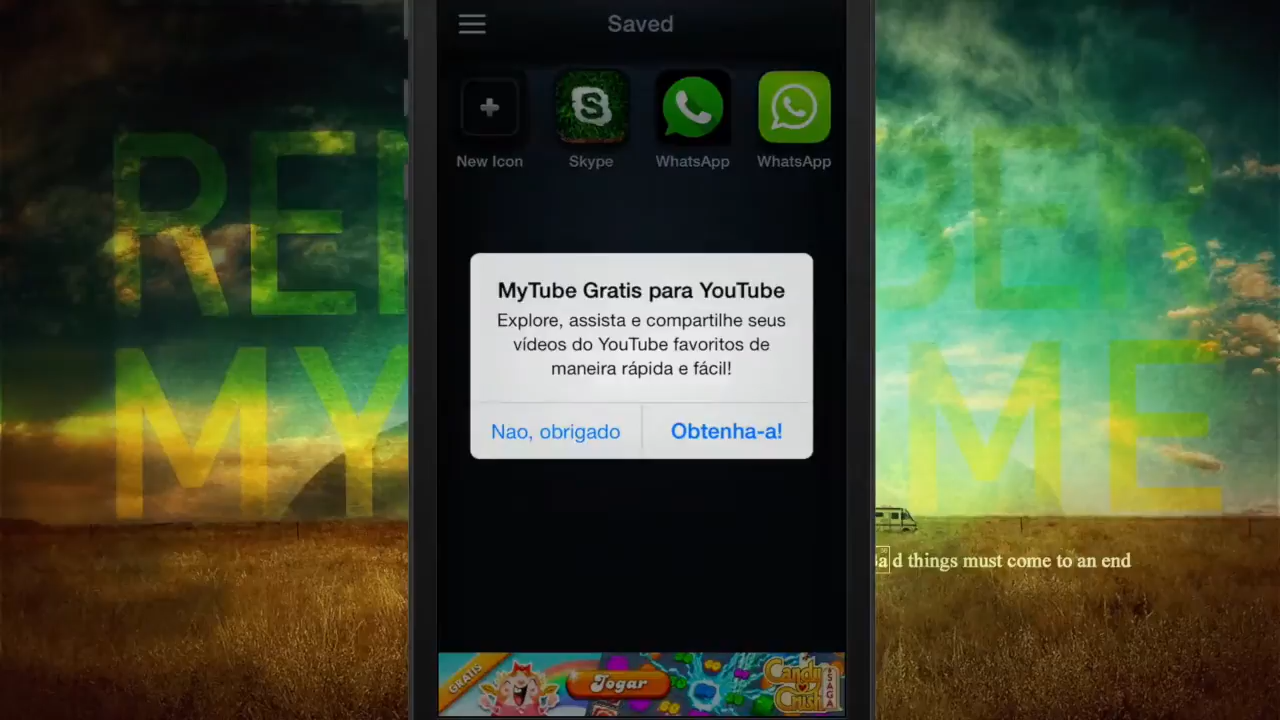 Saved
New Icon
Skype
WhatsApp
WhatsApp
MyTube Gratis para YouTube
Explore, assista e compartilhe seus
vídeos do YouTube favoritos de
maneira rápida e fácil!
Nao, obrigado
Obtenha-a!
GRATIS
Jogar
Candy
Crush
SAGA
ME
d things must come to an end